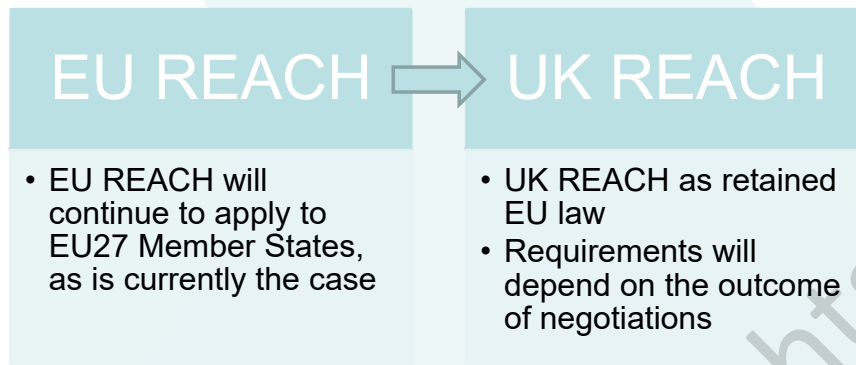 EU REACH
UK REACH
• EU REACH will
continue to apply to
EU27 Member States,
as is currently the case
• UK REACH as retained
EU law
• Requirements will
depend on the outcome
of negotiations